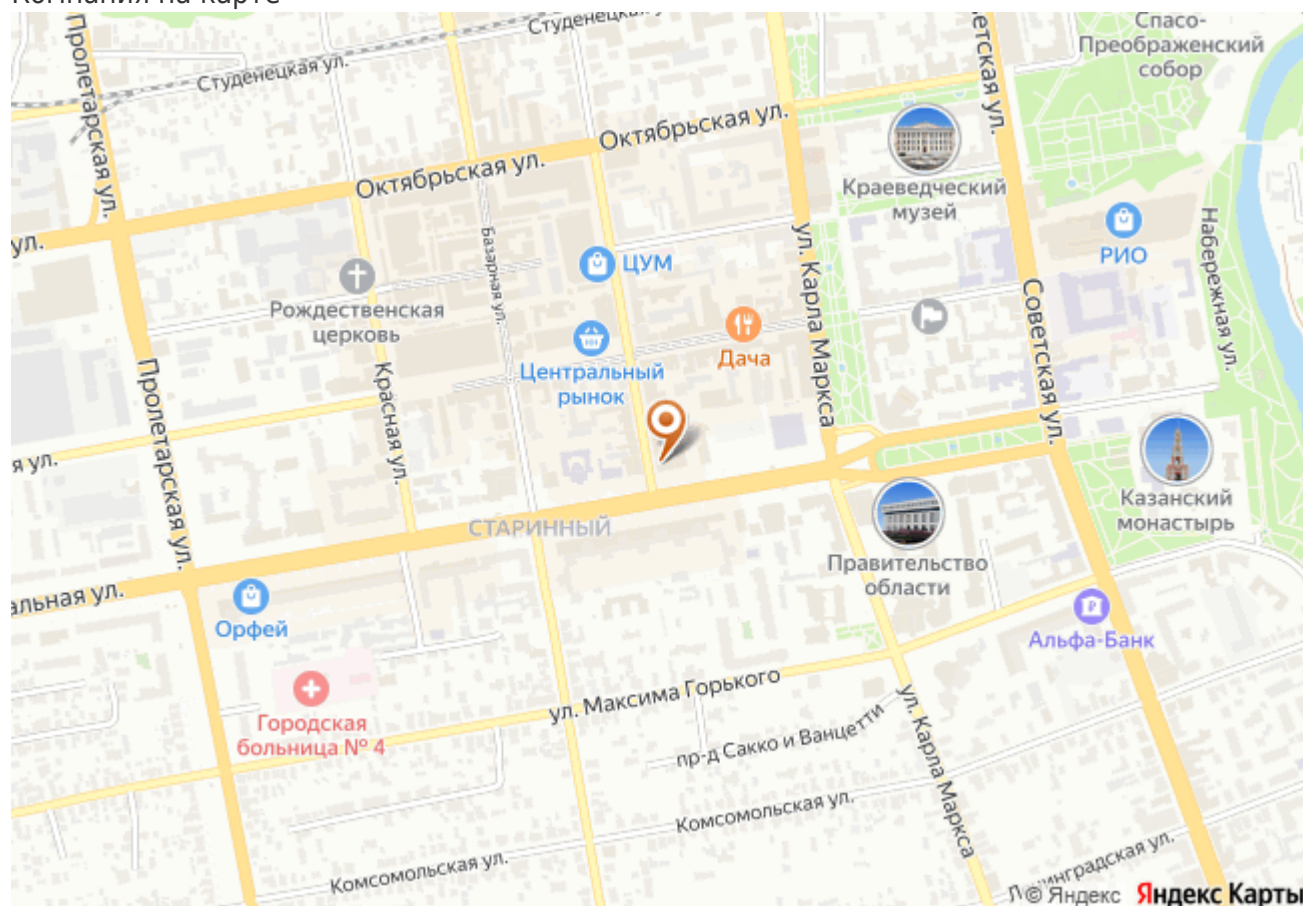 Компания на карте
Студенецкая ул.
Спасо-
Преображенский
собор
Пролетарская ул.
Студенецкая ул.
Советская ул.
Октябрьская ул.
Октябрьская ул.
Краеведческий
музей
ул.
Базарная ул.
ЦУМ
ул. Карла Маркса
РИО
Набережная ул.
Рождественская
церковь
Дача
Советская ул.
Центральный
рынок
Пролетарская ул.
Красная ул.
я ул.
Казанский
монастырь
СТАРИННЫЙ
Правительство
области
альная ул.
Орфей
Альфа-Банк
Городская
больница № 4
ул. Максима Горького
пр-д Сакко и Ванцетти
ул. Карла Маркса
Комсомольская ул.
Комсомольская ул.
© Яндекс Яндекс Карты